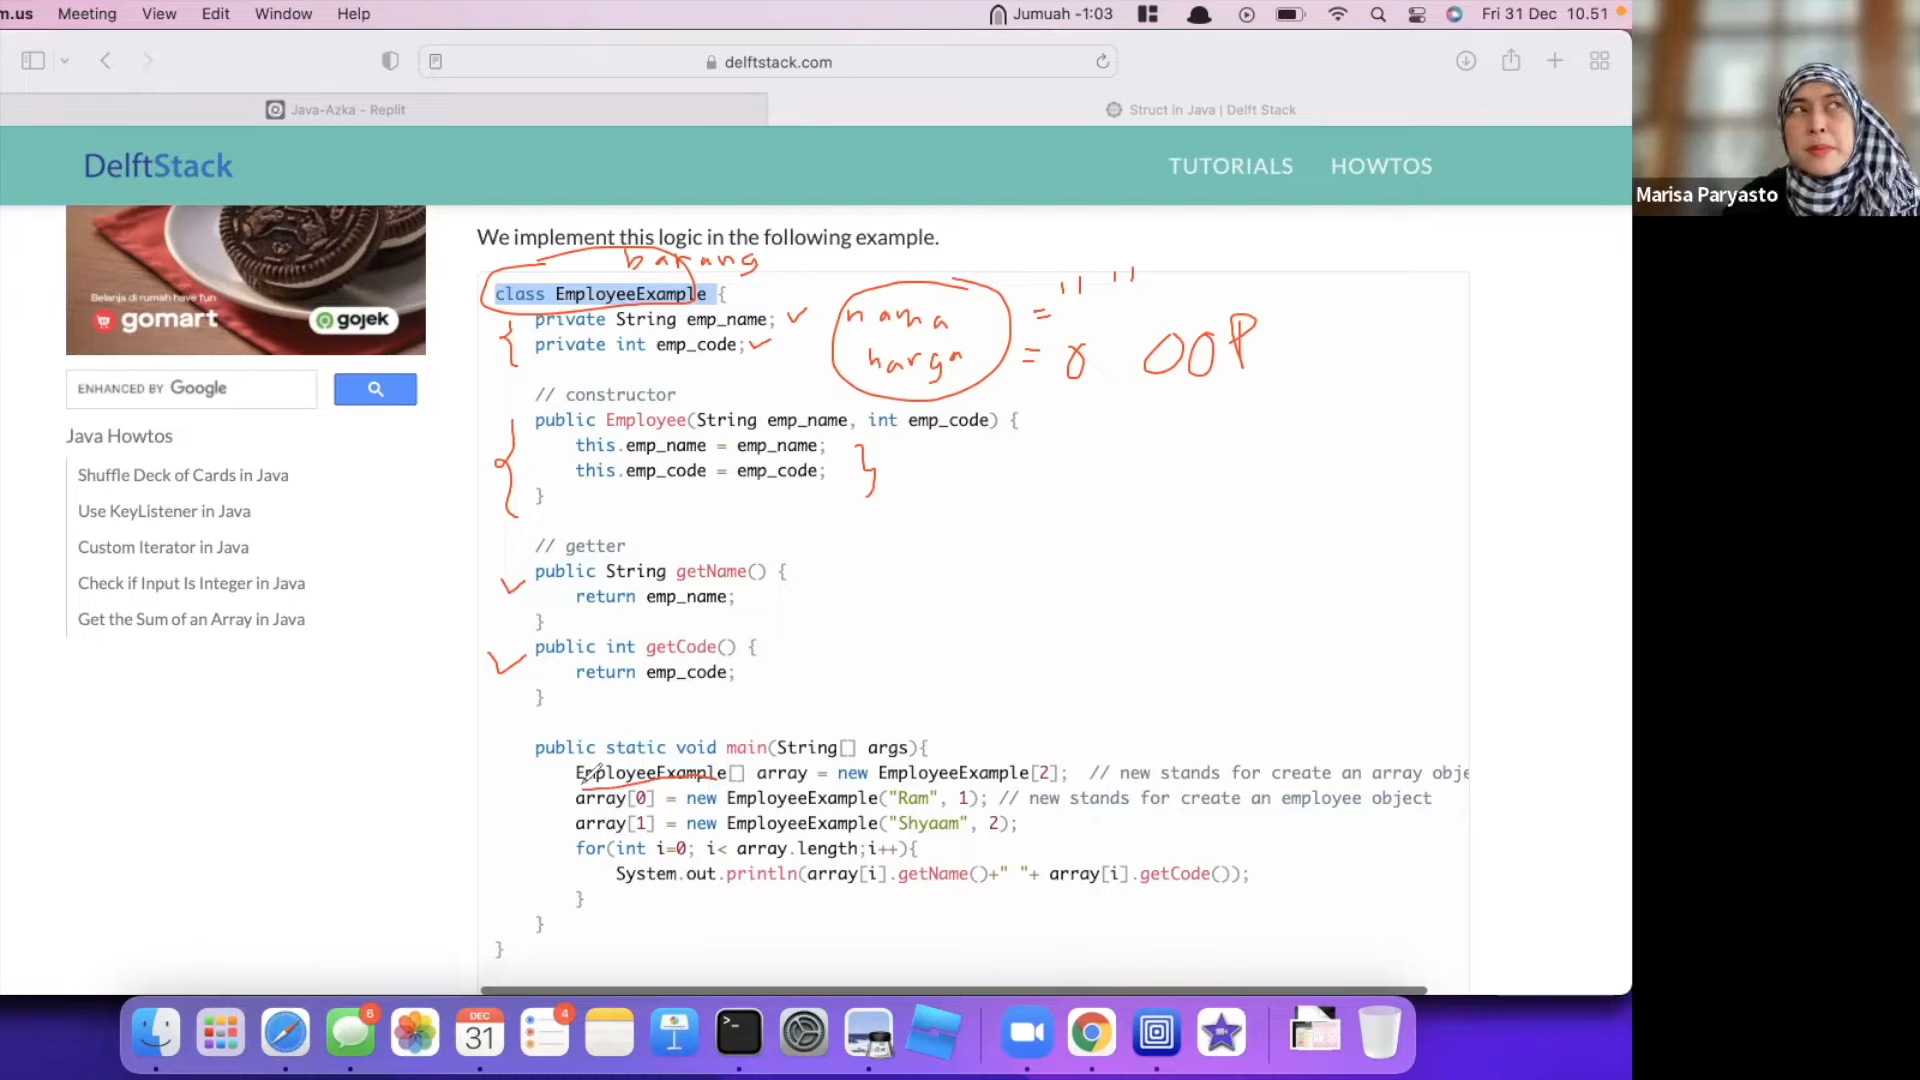 m.us Meeting View Edit Window Help Jumuah -1:03 Fri 31 Dec 10.51
delftstack.com
Java-Azka - Replit Struct in Java | Delft Stack
DelftStack TUTORIALS HOWTOS
Belanja di rumah have fun
gomart gojek
ENHANCED BY Google
Java Howtos
Shuffle Deck of Cards in Java
Use KeyListener in Java
Custom Iterator in Java
Check if Input Is Integer in Java
Get the Sum of an Array in Java
We implement this logic in the following example.
barang
class EmployeeExample {
private String emp_name;
private int emp_code;
nama = " "
harga = 0
OOP
// constructor
public Employee(String emp_name, int emp_code) {
this.emp_name = emp_name;
this.emp_code = emp_code;
}
// getter
public String getName() {
return emp_name;
}
public int getCode() {
return emp_code;
}
public static void main(String[] args){
EmployeeExample[] array = new EmployeeExample[2]; // new stands for create an array obje
array[0] = new EmployeeExample("Ram", 1); // new stands for create an employee object
array[1] = new EmployeeExample("Shyaam", 2);
for(int i=0; i< array.length;i++){
System.out.println(array[i].getName()+" "+ array[i].getCode());
}
}
}
Marisa Paryasto
6
DEC
31
4